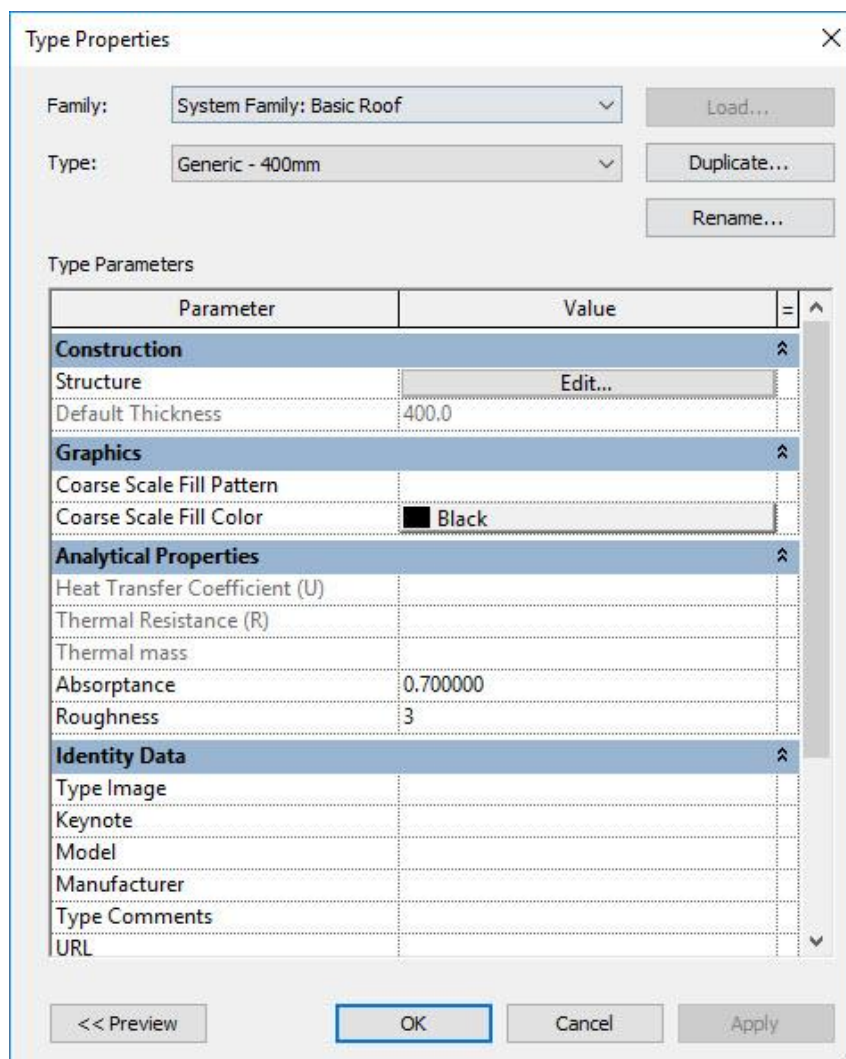 Type Properties
Family: System Family: Basic Roof Load...
Type: Generic - 400mm Duplicate...
Rename...
Type Parameters
Parameter Value =
Construction
Structure Edit...
Default Thickness 400.0
Graphics
Coarse Scale Fill Pattern
Coarse Scale Fill Color Black
Analytical Properties
Heat Transfer Coefficient (U)
Thermal Resistance (R)
Thermal mass
Absorptance 0.700000
Roughness 3
Identity Data
Type Image
Keynote
Model
Manufacturer
Type Comments
URL
<< Preview OK Cancel Apply